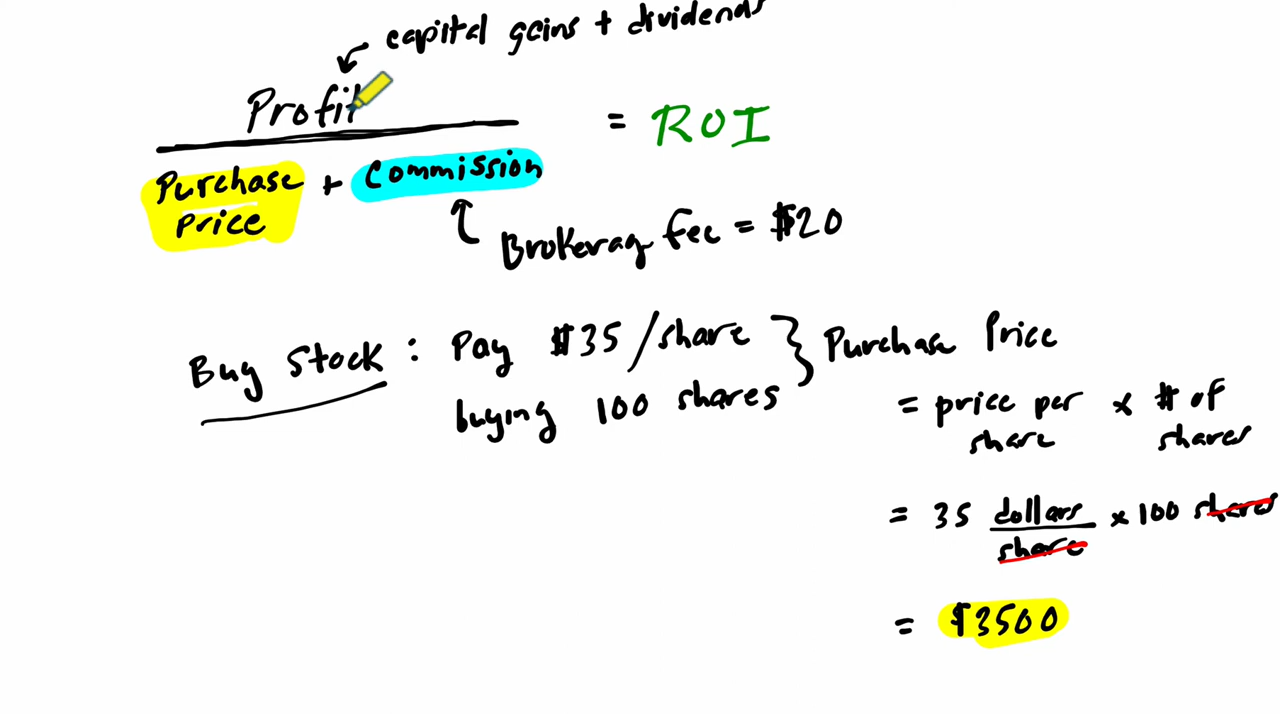 capital gains + dividends
Profit
= ROI
Purchase + Commission
Price
Brokerag Fee = $20
Buy Stock : Pay $35 /share } Purchase Price
buying 100 shares
= price per x # of
share shares
= 35 dollars x 100 shares
share
= $3500